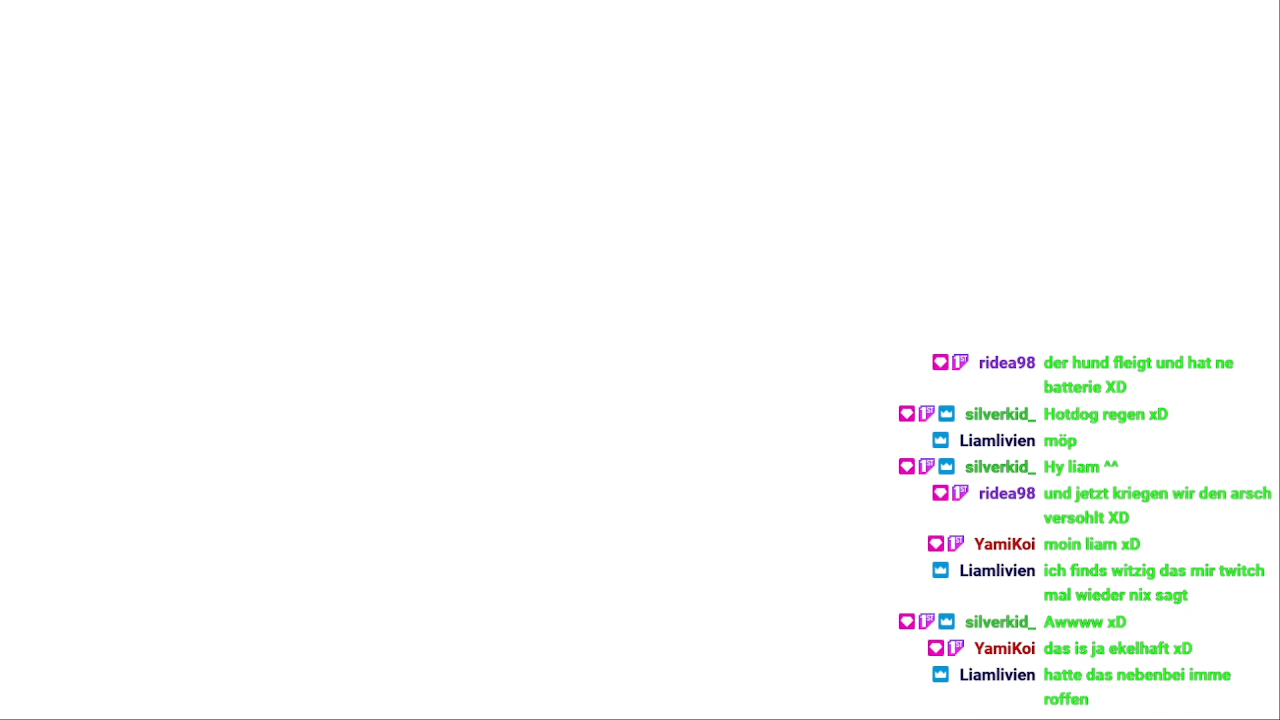 ridea98 der hund fleigt und hat ne
batterie XD
silverkid_ Hotdog regen xD
Liamlivien möp
silverkid_ Hy liam ^^
ridea98 und jetzt kriegen wir den arsch
versohlt XD
YamiKoi moin liam xD
Liamlivien ich finds witzig das mir twitch
mal wieder nix sagt
silverkid_ Awwww xD
YamiKoi das is ja ekelhaft xD
Liamlivien hatte das nebenbei imme
roffen